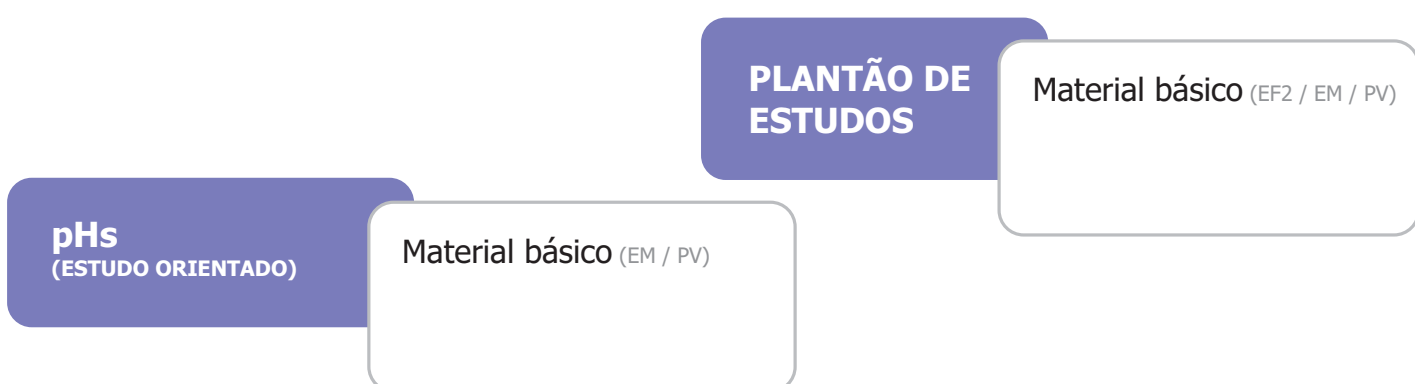 PLANTÃO DE
ESTUDOS
Material básico (EF2 / EM / PV)
pHs
(ESTUDO ORIENTADO)
Material básico (EM / PV)